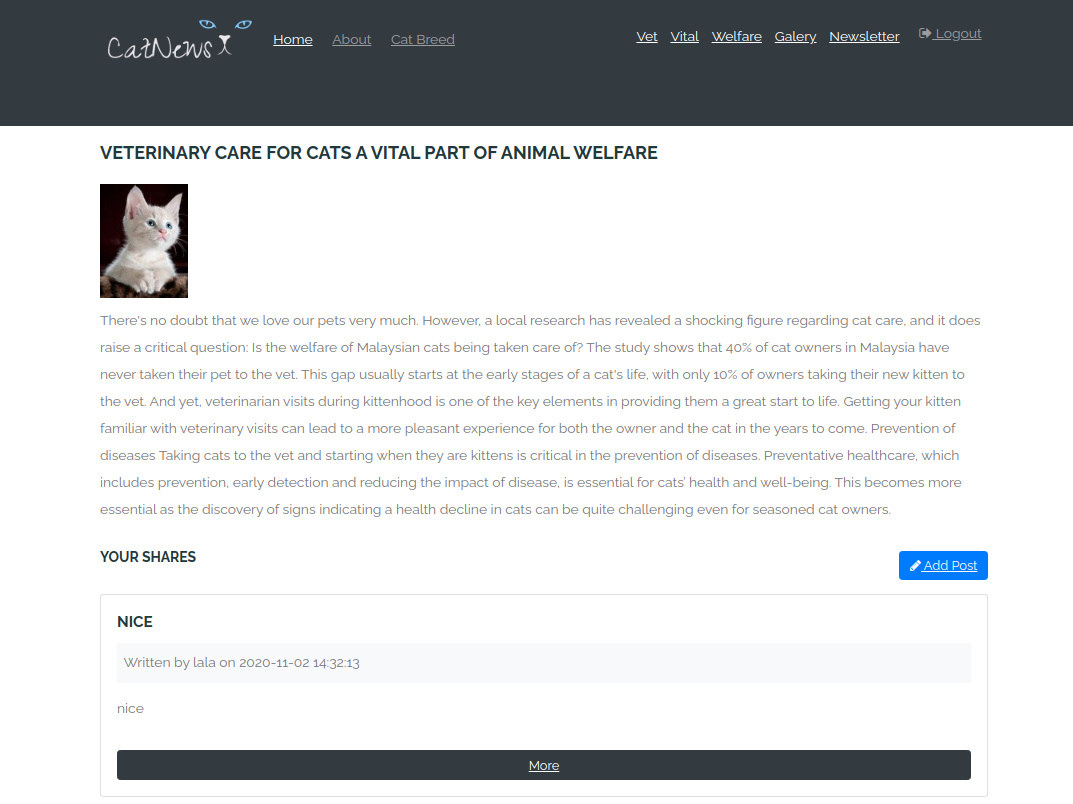 CatNews Home About Cat Breed Vet Vital Welfare Galery Newsletter Logout
VETERINARY CARE FOR CATS A VITAL PART OF ANIMAL WELFARE
There's no doubt that we love our pets very much. However, a local research has revealed a shocking figure regarding cat care, and it does
raise a critical question: Is the welfare of Malaysian cats being taken care of? The study shows that 40% of cat owners in Malaysia have
never taken their pet to the vet. This gap usually starts at the early stages of a cat's life, with only 10% of owners taking their new kitten to
the vet. And yet, veterinarian visits during kittenhood is one of the key elements in providing them a great start to life. Getting your kitten
familiar with veterinary visits can lead to a more pleasant experience for both the owner and the cat in the years to come. Prevention of
diseases Taking cats to the vet and starting when they are kittens is critical in the prevention of diseases. Preventative healthcare, which
includes prevention, early detection and reducing the impact of disease, is essential for cats' health and well-being. This becomes more
essential as the discovery of signs indicating a health decline in cats can be quite challenging even for seasoned cat owners.
YOUR SHARES
Add Post
NICE
Written by lala on 2020-11-02 14:32:13
nice
More